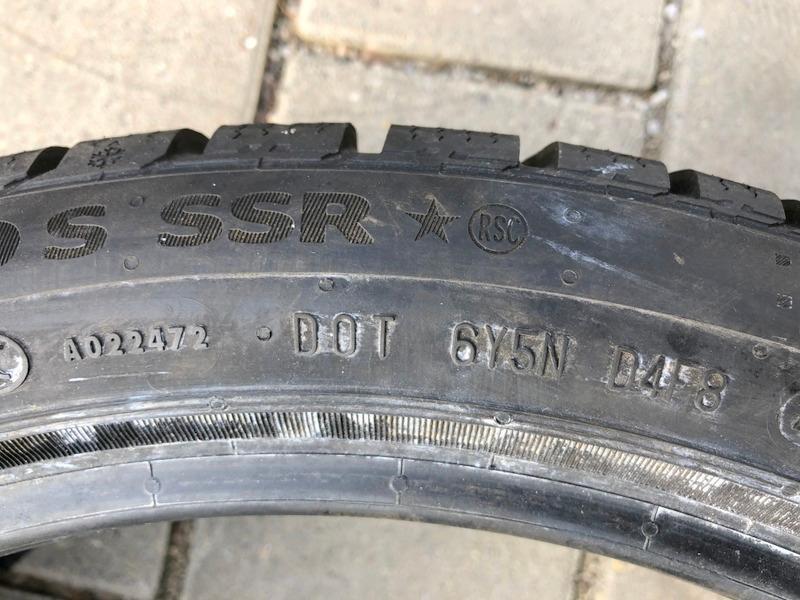 S SSR ★ RSC
A022472 DOT 6Y5N D4F8